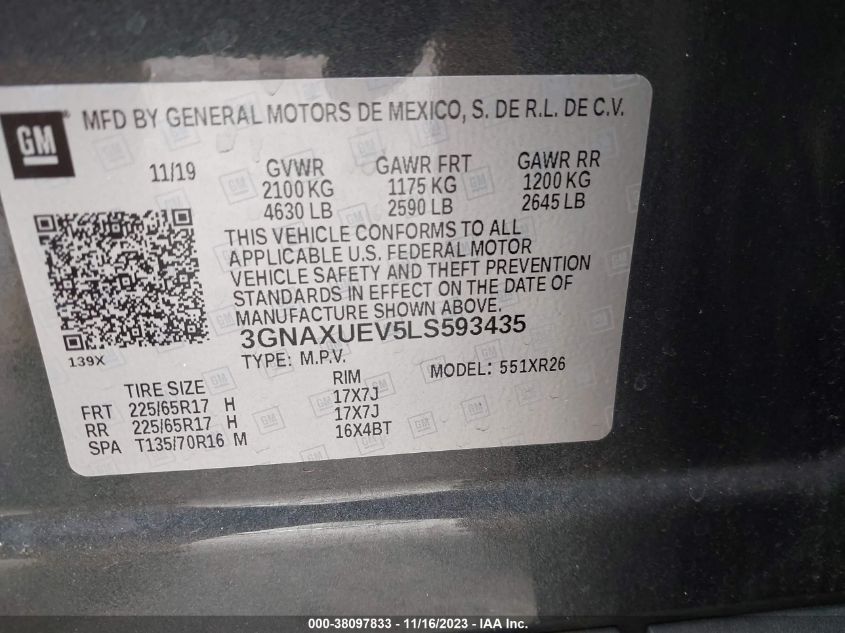 GM
MFD BY GENERAL MOTORS DE MEXICO, S. DE R.L. DE C.V.
11/19 GVWR GAWR FRT GAWR RR
2100 KG 1175 KG 1200 KG
4630 LB 2590 LB 2645 LB
THIS VEHICLE CONFORMS TO ALL
APPLICABLE U.S. FEDERAL MOTOR
VEHICLE SAFETY AND THEFT PREVENTION
STANDARDS IN EFFECT ON THE DATE OF
MANUFACTURE SHOWN ABOVE.
3GNAXUEV5LS593435
139X
TYPE: M.P.V. MODEL: 551XR26
TIRE SIZE RIM
FRT 225/65R17 H 17X7J
RR 225/65R17 H 17X7J
SPA T135/70R16 M 16X4BT
000-38097833 - 11/16/2023 - IAA Inc.